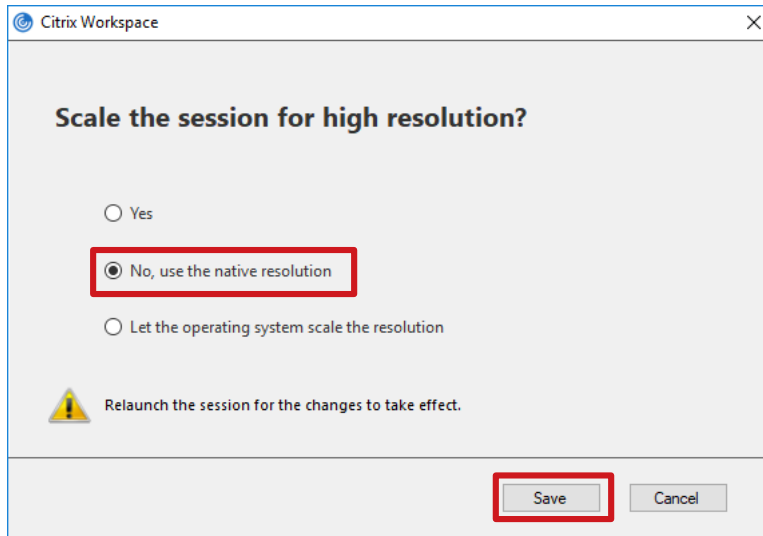 Citrix Workspace
Scale the session for high resolution?
Yes
No, use the native resolution
Let the operating system scale the resolution
Relaunch the session for the changes to take effect.
Save Cancel